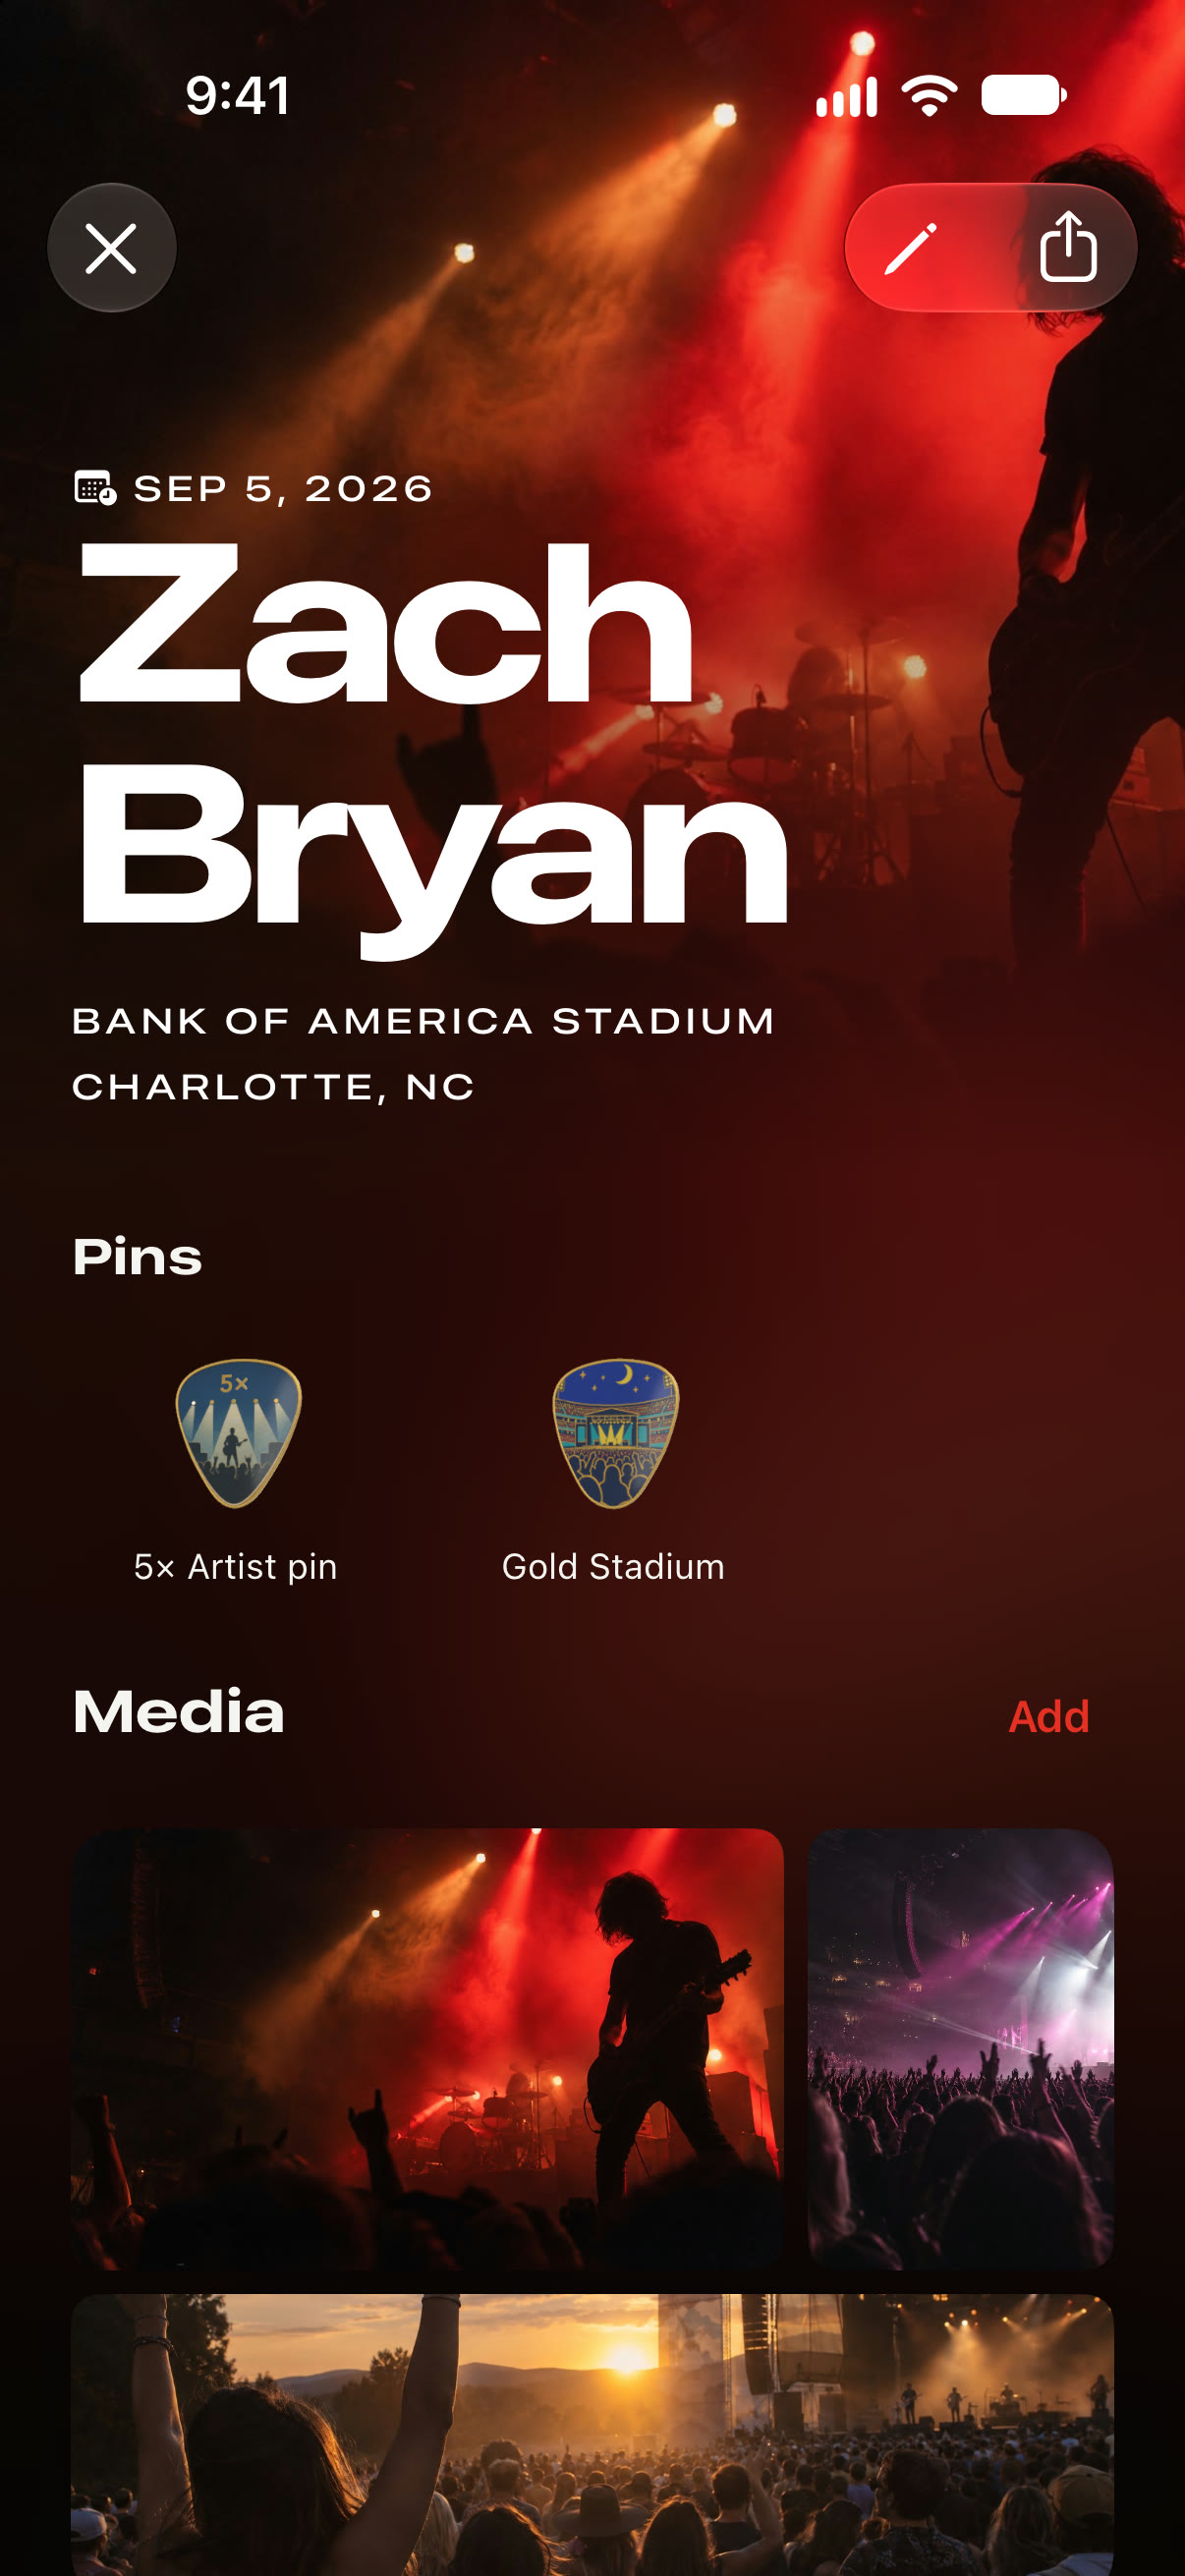 9:41
SEP 5, 2026
Zach
Bryan
BANK OF AMERICA STADIUM
CHARLOTTE, NC
Pins
5×
5× Artist pin
Gold Stadium
Media
Add